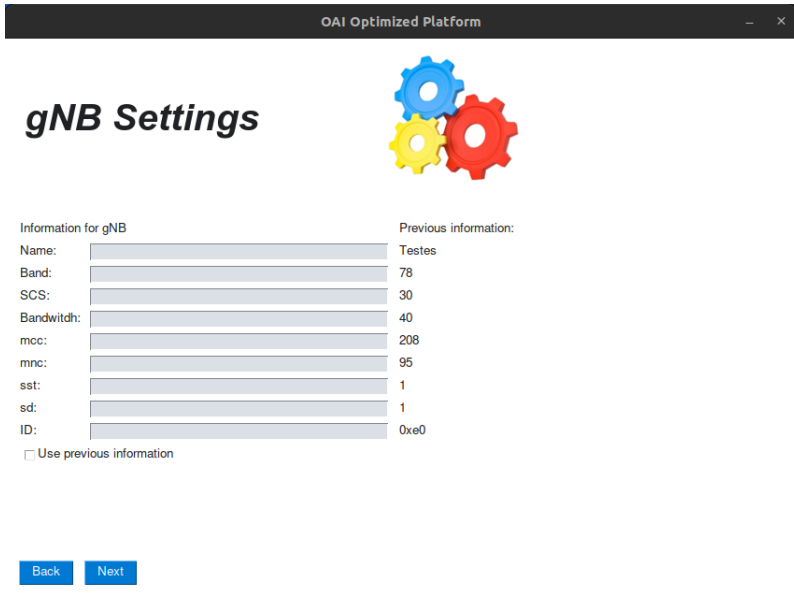 OAI Optimized Platform
gNB Settings
Information for gNB Previous information:
Name: Testes
Band: 78
SCS: 30
Bandwitdh: 40
mcc: 208
mnc: 95
sst: 1
sd: 1
ID: 0xe0
Use previous information
Back Next